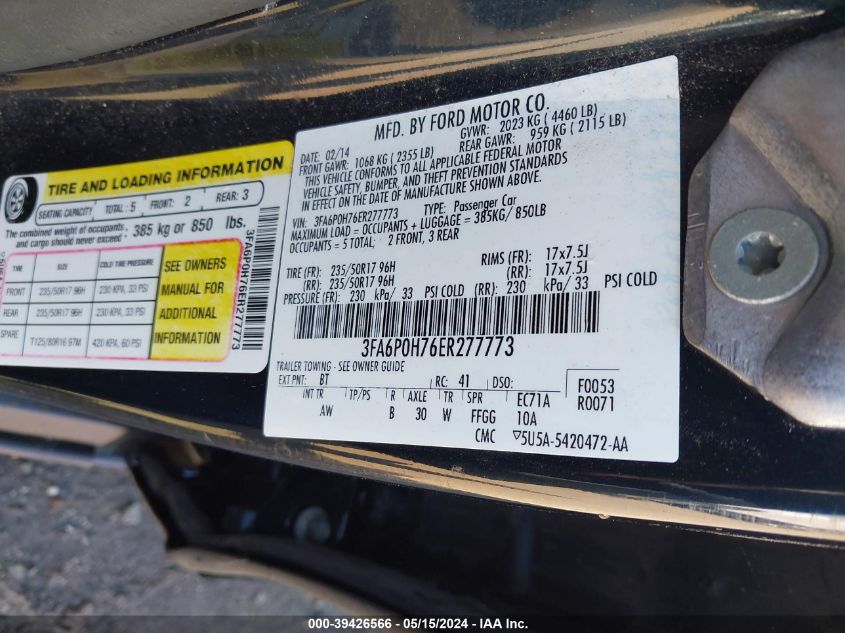 TIRE AND LOADING INFORMATION
SEATING CAPACITY TOTAL: 5 FRONT: 2 REAR: 3
The combined weight of occupants and cargo should never exceed: 385 kg or 850 lbs.
TIRE SIZE COLD TIRE PRESSURE
FRONT 235/50R17 96H 230 KPA, 33 PSI
REAR 235/50R17 96H 230 KPA, 33 PSI
SPARE T125/80R16 97M 420 KPA, 60 PSI
SEE OWNERS
MANUAL FOR
ADDITIONAL
INFORMATION
3FA6P0H76ER277773
MFD. BY FORD MOTOR CO.
DATE: 02/14 GVWR: 2023 KG (4460 LB)
FRONT GAWR: 1068 KG (2355 LB) REAR GAWR: 959 KG (2115 LB)
THIS VEHICLE CONFORMS TO ALL APPLICABLE FEDERAL MOTOR
VEHICLE SAFETY, BUMPER, AND THEFT PREVENTION STANDARDS
IN EFFECT ON THE DATE OF MANUFACTURE SHOWN ABOVE.
VIN: 3FA6P0H76ER277773 TYPE: Passenger Car
MAXIMUM LOAD = OCCUPANTS + LUGGAGE = 385KG/ 850LB
OCCUPANTS = 5 TOTAL; 2 FRONT, 3 REAR
TIRE (FR): 235/50R17 96H RIMS (FR): 17x7.5J
(RR): 235/50R17 96H (RR): 17x7.5J
PRESSURE (FR): 230 kPa/ 33 PSI COLD (RR): 230 kPa/ 33 PSI COLD
3FA6P0H76ER277773
TRAILER TOWING - SEE OWNER GUIDE
EXT PNT: BT RC: 41 DSO: F0053
INT TR TP/PS R AXLE TR SPR EC71A R0071
AW B 30 W FFGG 10A
CMC ▽5U5A-5420472-AA
000-39426566 - 05/15/2024 - IAA Inc.